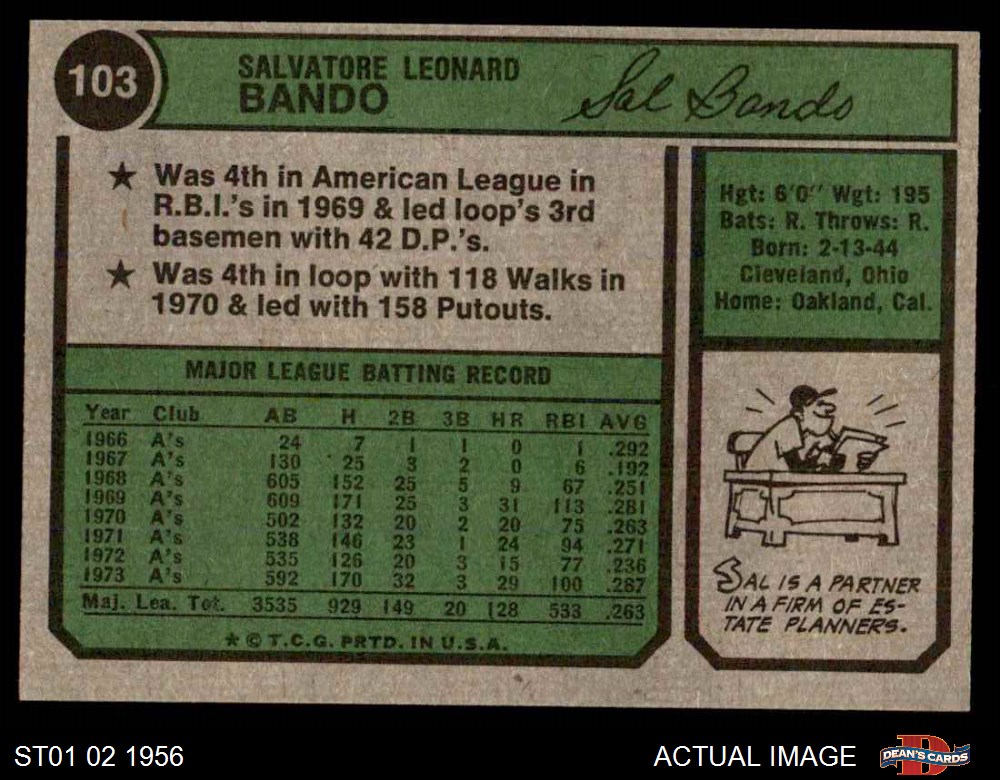 103
SALVATORE LEONARD
BANDO
Sal Bando
★ Was 4th in American League in
R.B.I.'s in 1969 & led loop's 3rd
basemen with 42 D.P.'s.
★ Was 4th in loop with 118 Walks in
1970 & led with 158 Putouts.
Hgt: 6'0" Wgt: 195
Bats: R. Throws: R.
Born: 2-13-44
Cleveland, Ohio
Home: Oakland, Cal.
MAJOR LEAGUE BATTING RECORD
Year Club AB H 2B 3B HR RBI AVG
1966 A's 24 7 1 1 0 1 .292
1967 A's 130 25 3 2 0 6 .192
1968 A's 605 152 25 5 9 67 .251
1969 A's 609 171 25 3 31 113 .281
1970 A's 502 132 20 2 20 75 .263
1971 A's 538 146 23 1 24 94 .271
1972 A's 535 126 20 3 15 77 .236
1973 A's 592 170 32 3 29 100 .287
Maj. Lea. Tot. 3535 929 149 20 128 533 .263
★ © T.C.G. PRTD. IN U.S.A.
SAL IS A PARTNER
IN A FIRM OF ES-
TATE PLANNERS.
ST01 02 1956
ACTUAL IMAGE
D
DEAN'S CARDS